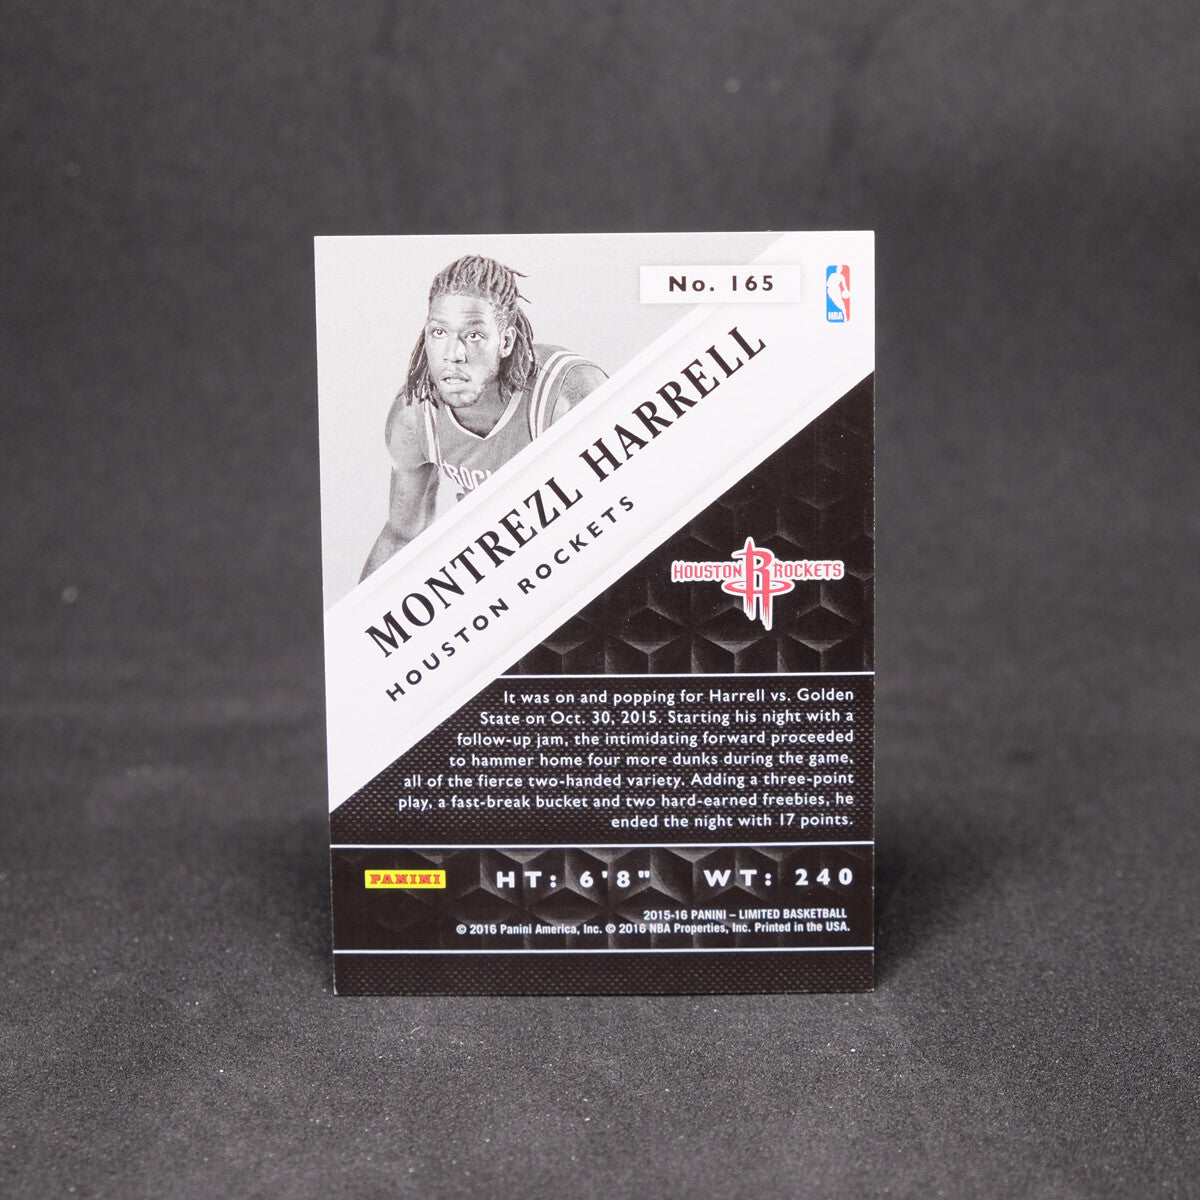 No. 165
NBA
ROC
MONTREZL HARRELL
HOUSTON ROCKETS
HOUSTON R ROCKETS
It was on and popping for Harrell vs. Golden
State on Oct. 30, 2015. Starting his night with a
follow-up jam, the intimidating forward proceeded
to hammer home four more dunks during the game,
all of the fierce two-handed variety. Adding a three-point
play, a fast-break bucket and two hard-earned freebies, he
ended the night with 17 points.
PANINI HT: 6'8" WT: 240
2015-16 PANINI – LIMITED BASKETBALL
© 2016 Panini America, Inc. © 2016 NBA Properties, Inc. Printed in the USA.